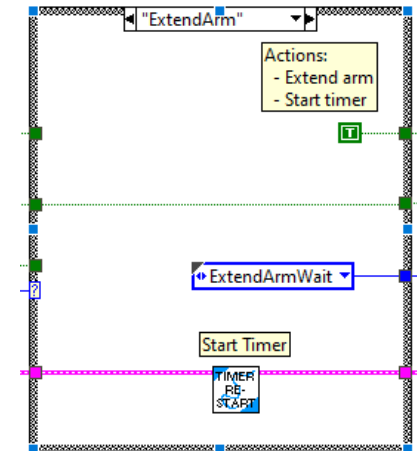 "ExtendArm"
Actions:
- Extend arm
- Start timer
T
ExtendArmWait
?
Start Timer
TIMER
RE-
START